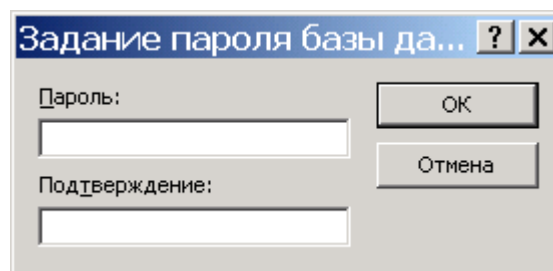 Задание пароля базы да...
Пароль:
ОК
Отмена
Подтверждение: